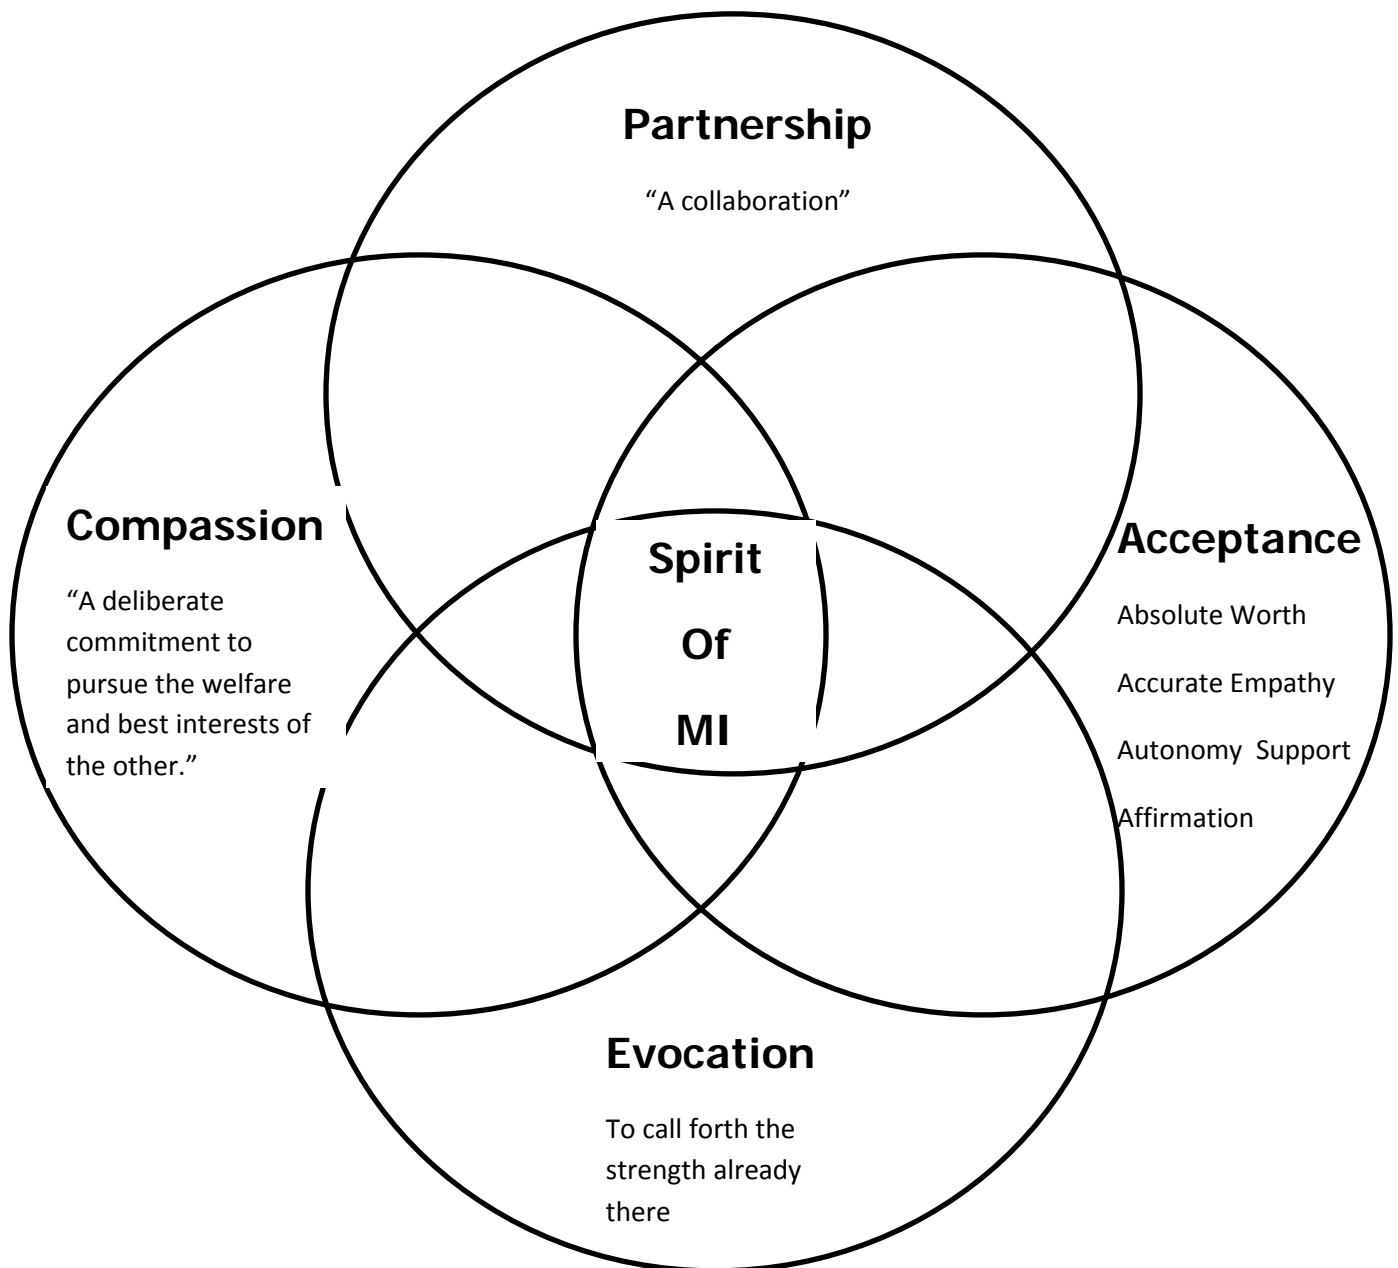 Partnership
“A collaboration”
Compassion
“A deliberate
commitment to
pursue the welfare
and best interests of
the other.”
Spirit
Of
MI
Acceptance
Absolute Worth
Accurate Empathy
Autonomy  Support
Affirmation
Evocation
To call forth the
strength already
there